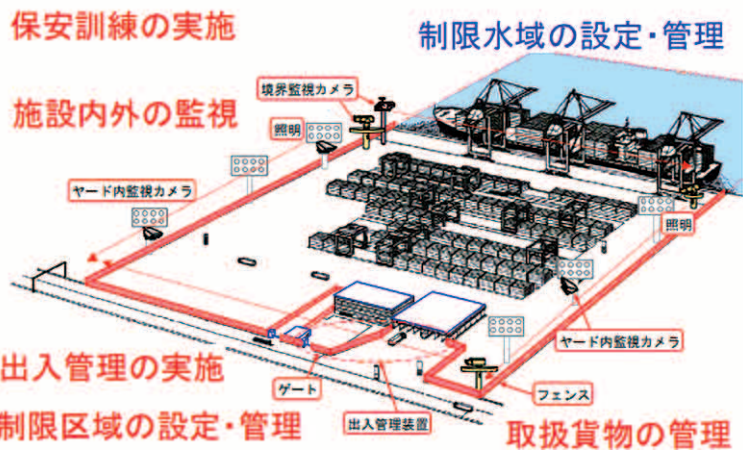 保安訓練の実施
制限水域の設定・管理
境界監視カメラ
施設内外の監視
照明
ヤード内監視カメラ
照明
ヤード内監視カメラ
出入管理の実施
ゲート
フェンス
制限区域の設定・管理
出入管理装置
取扱貨物の管理